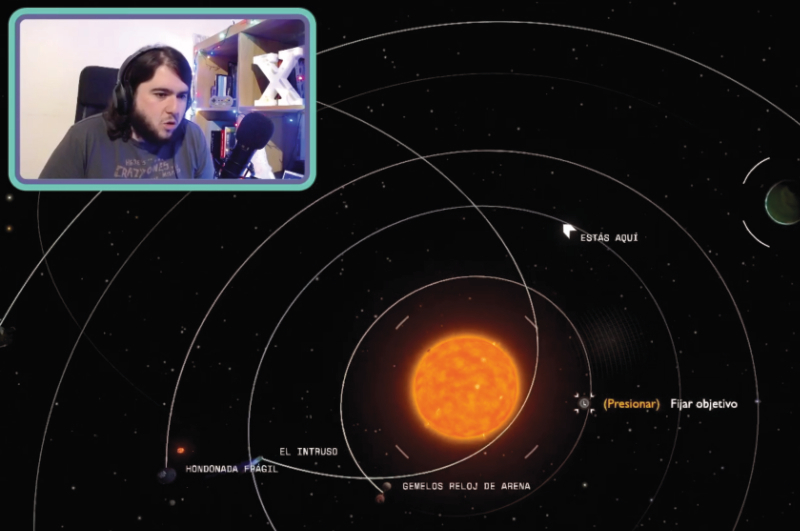 ESTÁS AQUÍ
(Presionar) Fijar objetivo
EL INTRUSO
HONDONADA FRÁGIL
GEMELOS RELOJ DE ARENA